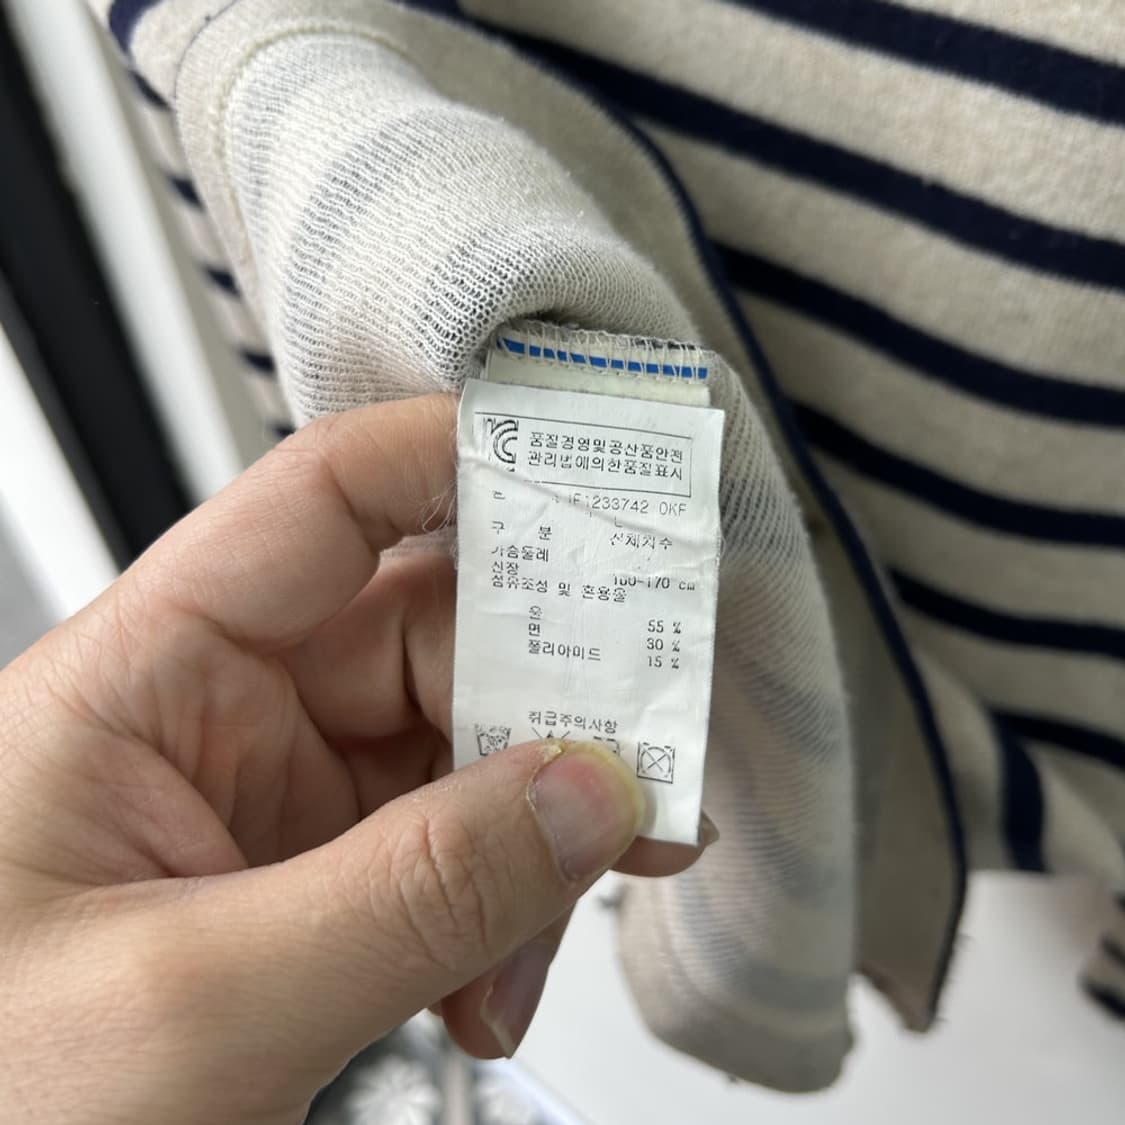 품질경영및공산품안전
관리법에의한품질표시
1233742 0KF
L
구 분 신체치수
가슴둘레
신장 160-170 cm
섬유조성 및 혼용율
울 55 %
면 30 %
폴리아미드 15 %
취급주의사항